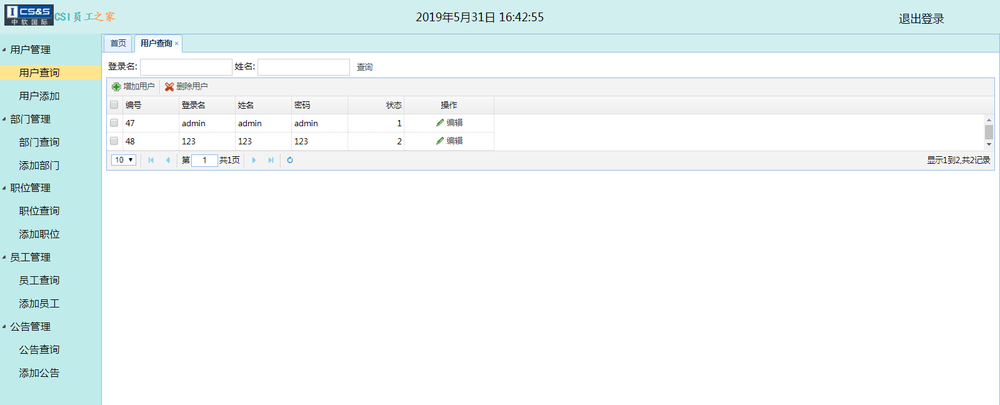 ICS&S
中软国际
CSI员工之家
2019年5月31日 16:42:55
退出登录
用户管理
用户查询
用户添加
部门管理
部门查询
添加部门
职位管理
职位查询
添加职位
员工管理
员工查询
添加员工
公告管理
公告查询
添加公告
首页 用户查询 ×
登录名: 姓名: 查询
增加用户 删除用户
编号 登录名 姓名 密码 状态 操作
47 admin admin admin 1 编辑
48 123 123 123 2 编辑
10 第 1 共1页 显示1到2,共2记录